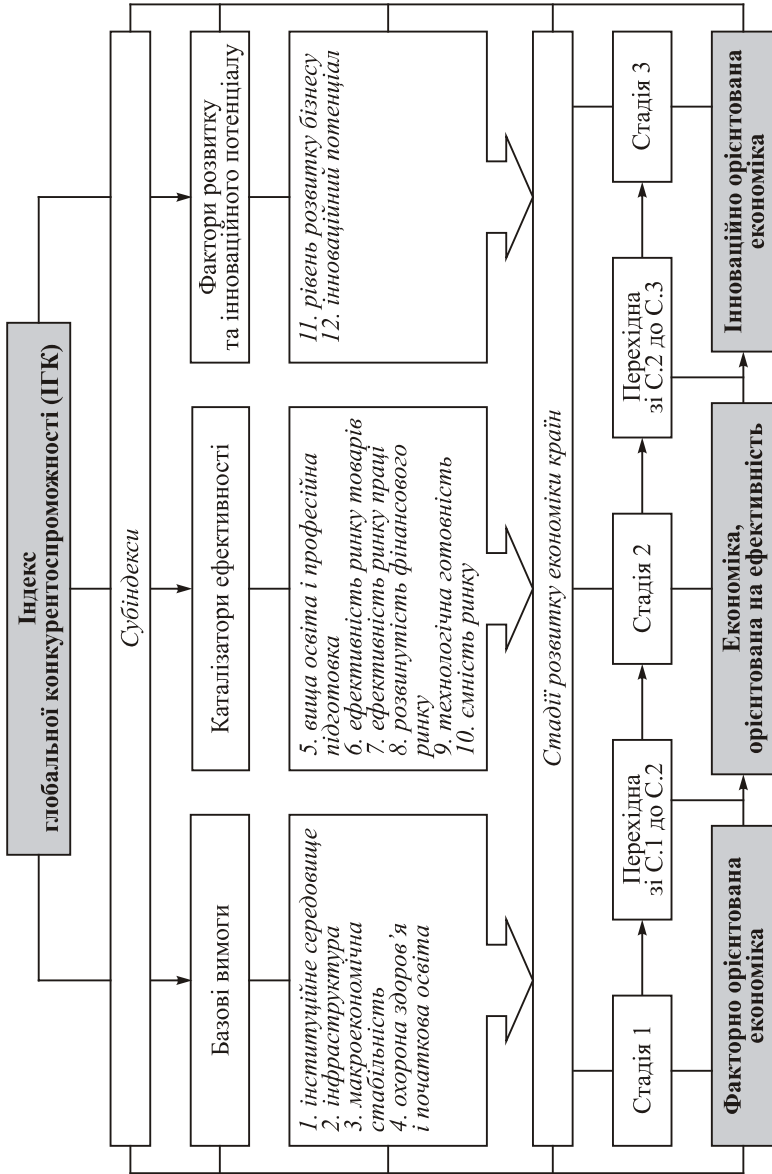 Індекс
глобальної конкурентоспроможності (ІГК)
Субіндекси
Базові вимоги
Каталізатори ефективності
Фактори розвитку
та інноваційного потенціалу
1. інституційне середовище
2. інфраструктура
3. макроекономічна
стабільність
4. охорона здоров'я
і початкова освіта
5. вища освіта і професійна
підготовка
6. ефективність ринку товарів
7. ефективність ринку праці
8. розвинутість фінансового
ринку
9. технологічна готовність
10. ємність ринку
11. рівень розвитку бізнесу
12. інноваційний потенціал
Стадії розвитку економіки країн
Стадія 1
Перехідна
зі С.1 до С.2
Стадія 2
Перехідна
зі С.2 до С.3
Стадія 3
Факторно орієнтована
економіка
Економіка,
орієнтована на ефективність
Інноваційно орієнтована
економіка